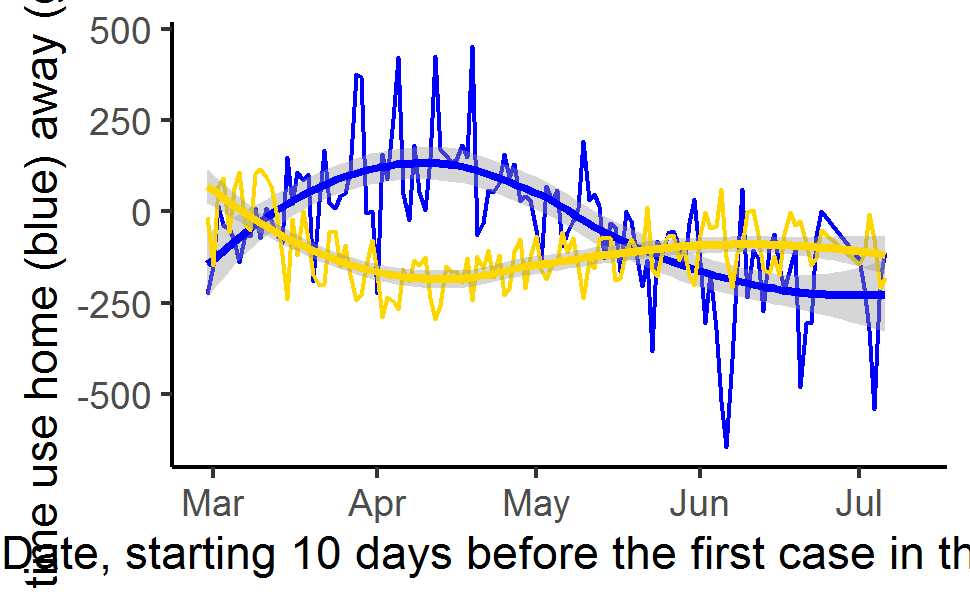 time use home (blue) away (
500
250
0
-250
-500
Mar Apr May Jun Jul
Date, starting 10 days before the first case in th